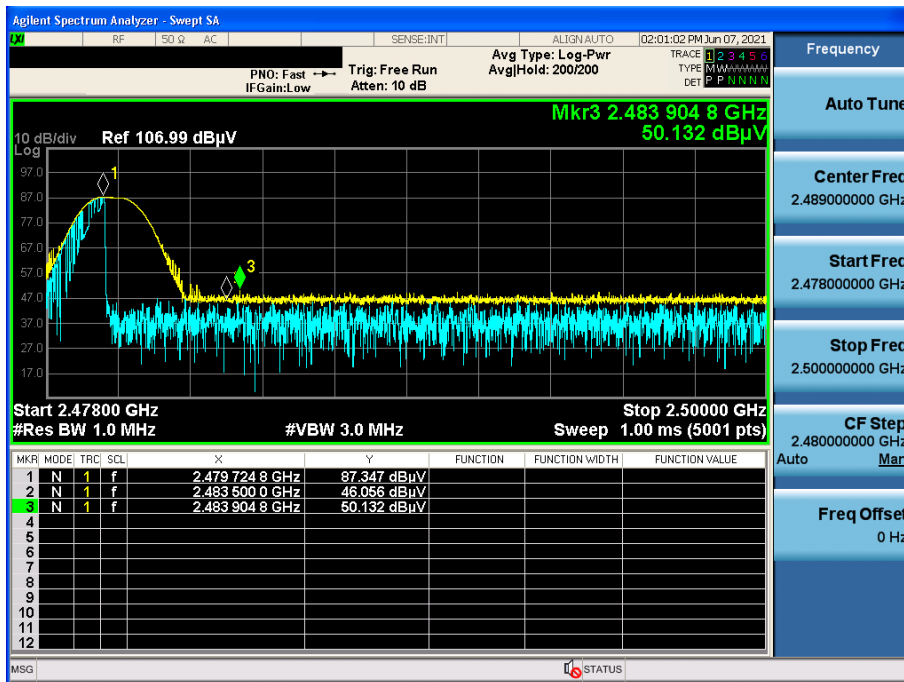 Agilent Spectrum Analyzer - Swept SA
LXI RF 50 Ω AC SENSE:INT ALIGN AUTO 02:01:02 PM Jun 07, 2021
Frequency
PNO: Fast Trig: Free Run Avg Type: Log-Pwr TRACE 1 2 3 4 5 6
IFGain:Low Atten: 10 dB Avg|Hold: 200/200 TYPE M W W W W W
DET P P N N N N
Auto Tune
Mkr3 2.483 904 8 GHz
50.132 dBµV
10 dB/div Ref 106.99 dBµV
Log
97.0
87.0
77.0
67.0
57.0
47.0
37.0
27.0
17.0
1
3
Center Freq
2.489000000 GHz
Start Freq
2.478000000 GHz
Stop Freq
2.500000000 GHz
Start 2.47800 GHz Stop 2.50000 GHz
#Res BW 1.0 MHz #VBW 3.0 MHz Sweep 1.00 ms (5001 pts)
CF Step
2.480000000 GHz
Auto Man
MKR MODE TRC SCL X Y FUNCTION FUNCTION WIDTH FUNCTION VALUE
1 N 1 f 2.479 724 8 GHz 87.347 dBµV
2 N 1 f 2.483 500 0 GHz 46.056 dBµV
3 N 1 f 2.483 904 8 GHz 50.132 dBµV
4
5
6
7
8
9
10
11
12
Freq Offset
0 Hz
MSG STATUS